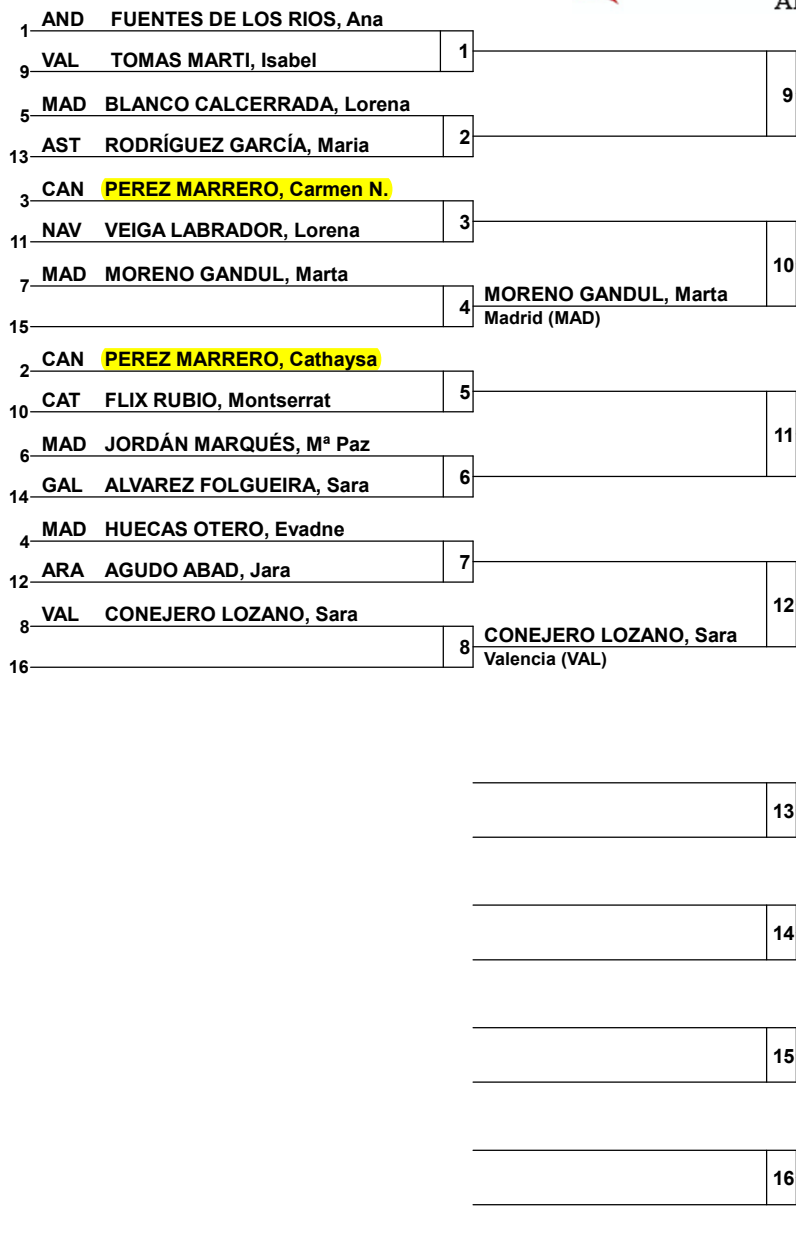 AND FUENTES DE LOS RIOS, Ana
1
1
VAL TOMAS MARTI, Isabel
9
9
MAD BLANCO CALCERRADA, Lorena
5
2
AST RODRÍGUEZ GARCÍA, Maria
13
CAN PEREZ MARRERO, Carmen N.
3
3
NAV VEIGA LABRADOR, Lorena
11
10
MAD MORENO GANDUL, Marta
7
4
MORENO GANDUL, Marta
Madrid (MAD)
15
CAN PEREZ MARRERO, Cathaysa
2
5
CAT FLIX RUBIO, Montserrat
10
11
MAD JORDÁN MARQUÉS, Mª Paz
6
6
GAL ALVAREZ FOLGUEIRA, Sara
14
MAD HUECAS OTERO, Evadne
4
7
ARA AGUDO ABAD, Jara
12
12
VAL CONEJERO LOZANO, Sara
8
8
CONEJERO LOZANO, Sara
Valencia (VAL)
16
13
14
15
16